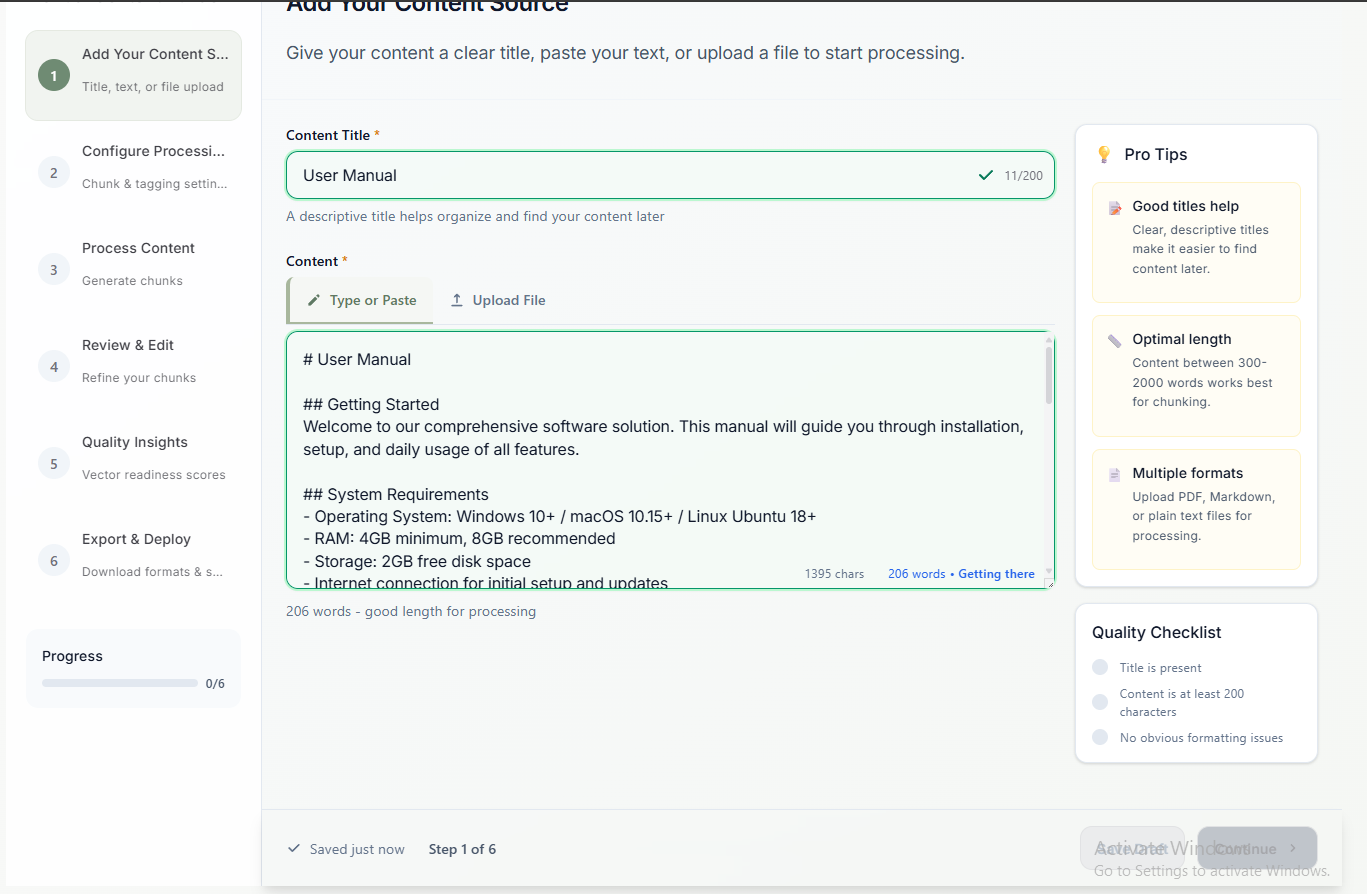 Add Your Content Source
Give your content a clear title, paste your text, or upload a file to start processing.
1
Add Your Content S...
Title, text, or file upload
2
Configure Processi...
Chunk & tagging settin...
3
Process Content
Generate chunks
4
Review & Edit
Refine your chunks
5
Quality Insights
Vector readiness scores
6
Export & Deploy
Download formats & s...
Progress
0/6
Content Title *
User Manual
11/200
A descriptive title helps organize and find your content later
Content *
Type or Paste
Upload File
# User Manual
## Getting Started
Welcome to our comprehensive software solution. This manual will guide you through installation,
setup, and daily usage of all features.
## System Requirements
- Operating System: Windows 10+ / macOS 10.15+ / Linux Ubuntu 18+
- RAM: 4GB minimum, 8GB recommended
- Storage: 2GB free disk space
- Internet connection for initial setup and updates
1395 chars
206 words • Getting there
206 words - good length for processing
Pro Tips
Good titles help
Clear, descriptive titles
make it easier to find
content later.
Optimal length
Content between 300-
2000 words works best
for chunking.
Multiple formats
Upload PDF, Markdown,
or plain text files for
processing.
Quality Checklist
Title is present
Content is at least 200
characters
No obvious formatting issues
Saved just now
Step 1 of 6
Save Draft
Continue
Activate Windows
Go to Settings to activate Windows.